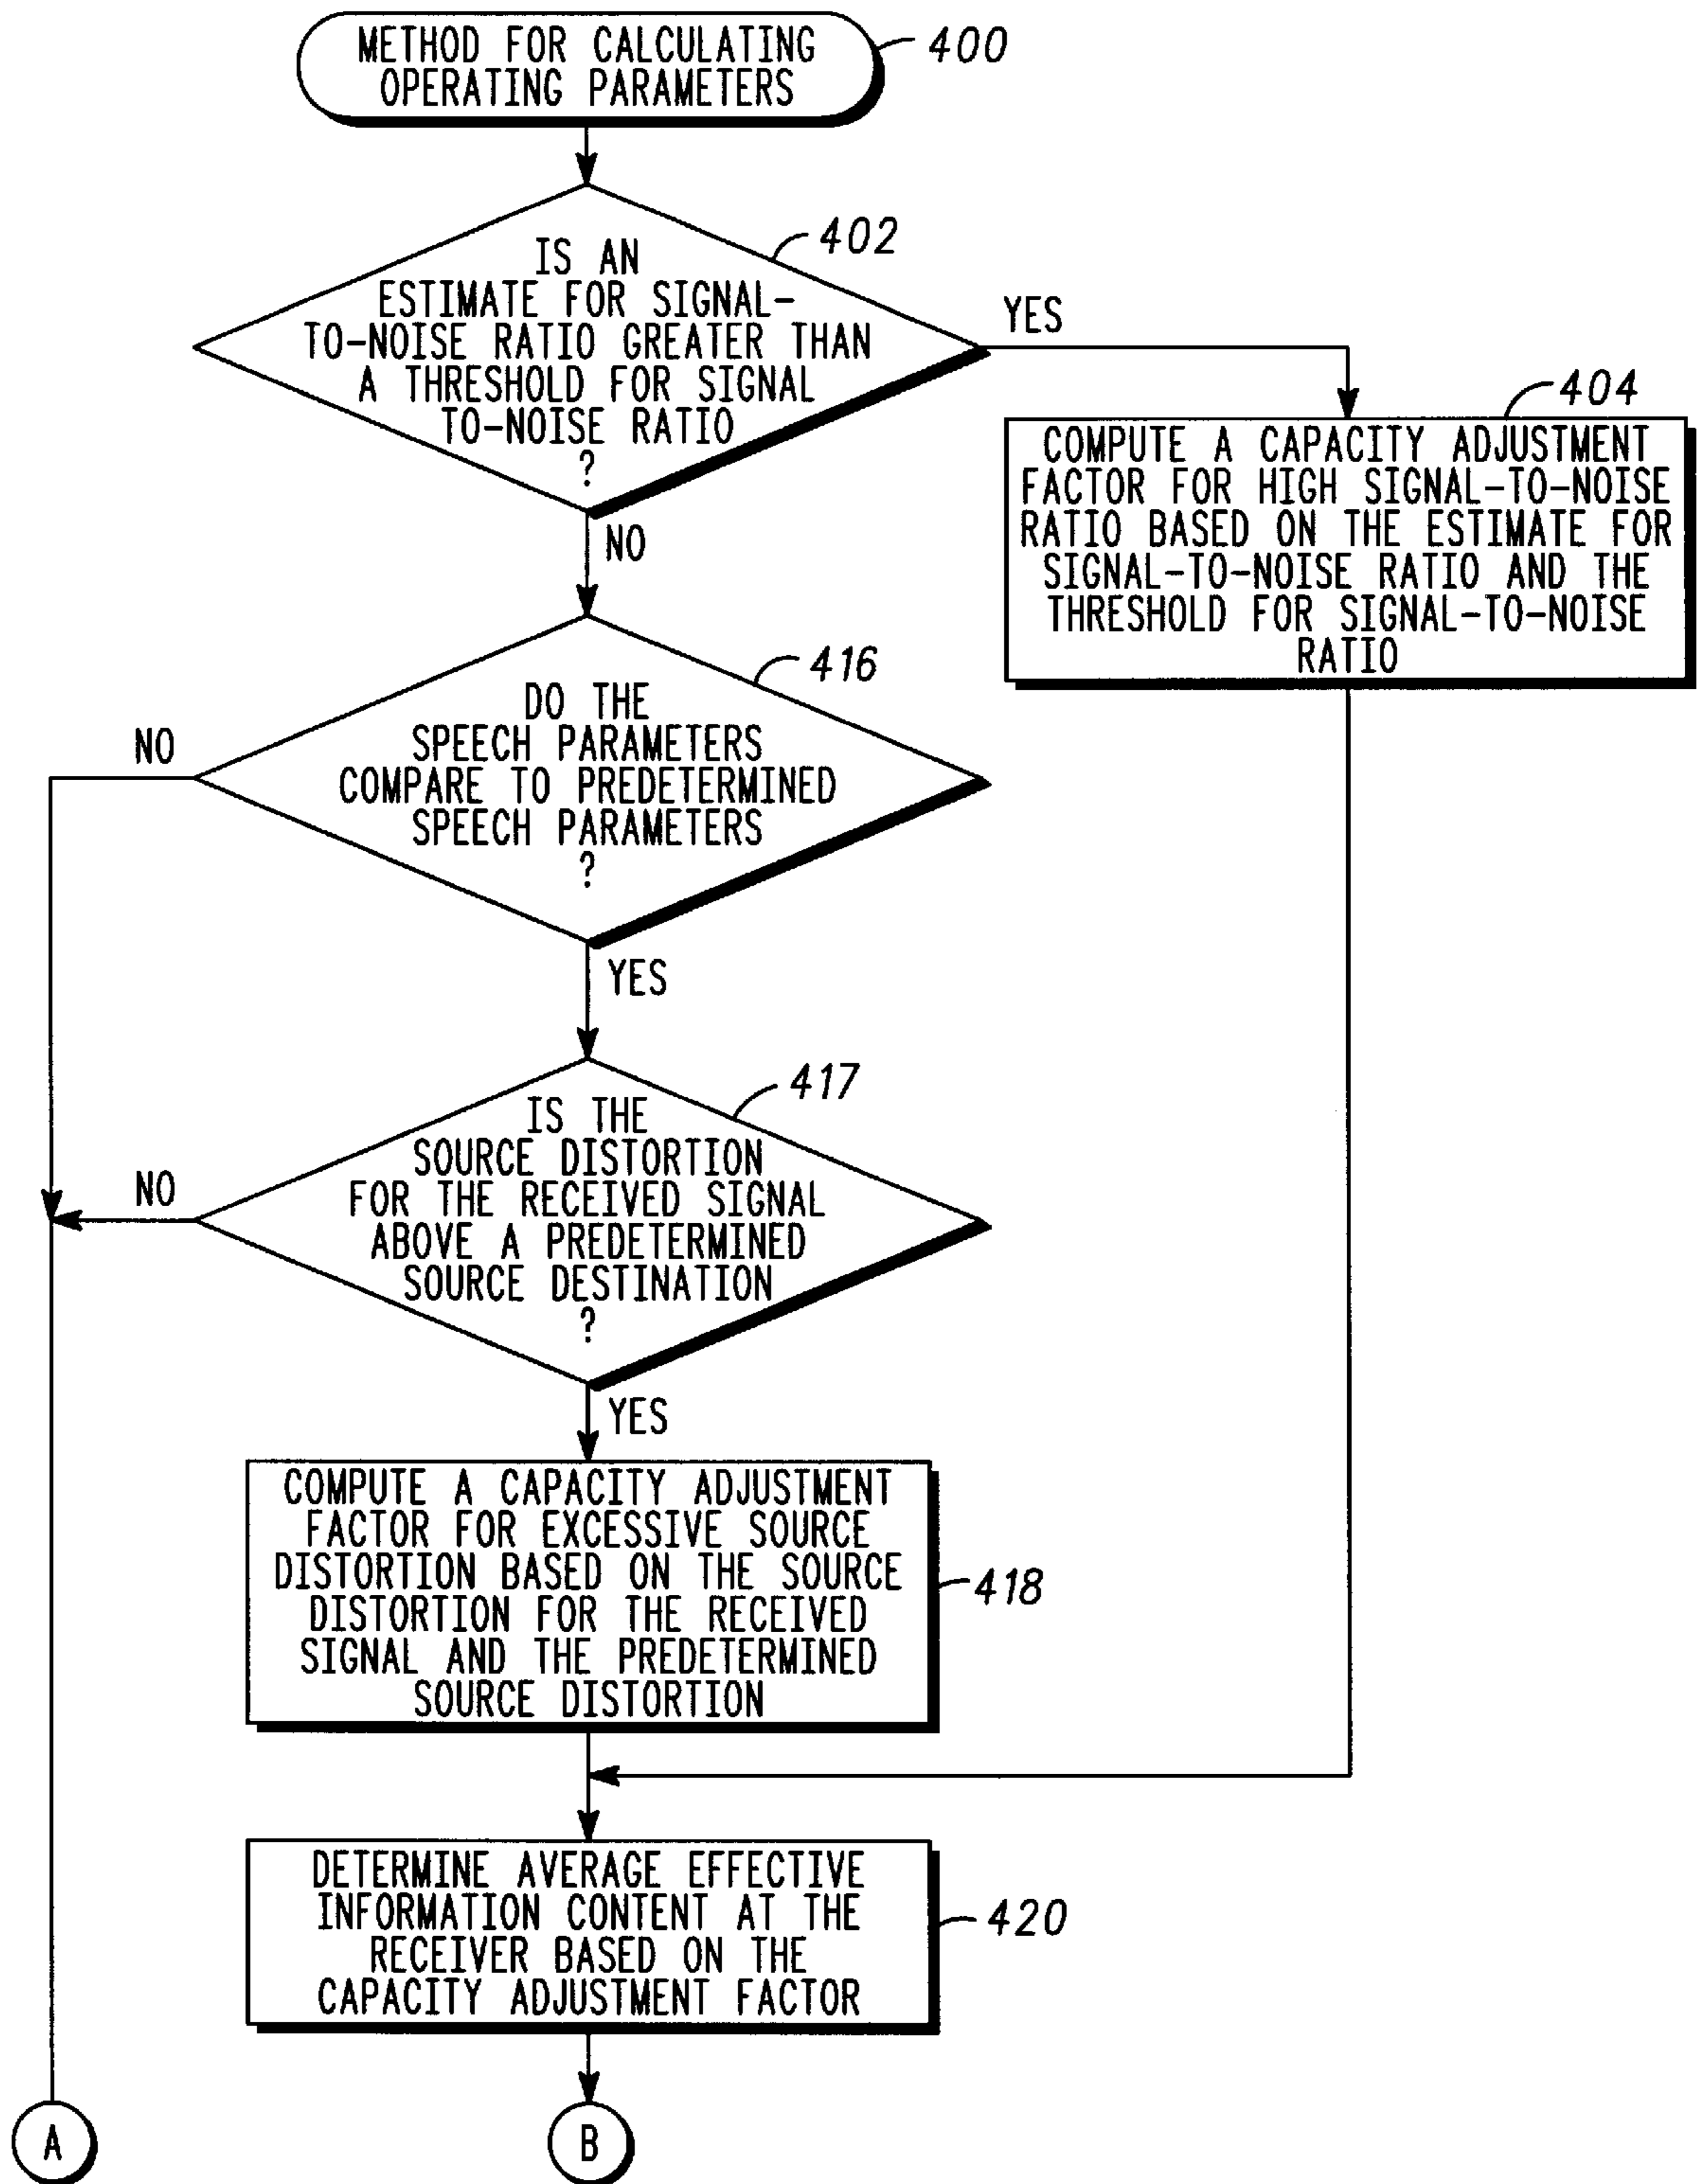 METHOD FOR CALCULATING
OPERATING PARAMETERS
400
402
IS AN
ESTIMATE FOR SIGNAL-
TO-NOISE RATIO GREATER THAN
A THRESHOLD FOR SIGNAL
TO-NOISE RATIO
?
YES
NO
404
COMPUTE A CAPACITY ADJUSTMENT
FACTOR FOR HIGH SIGNAL-TO-NOISE
RATIO BASED ON THE ESTIMATE FOR
SIGNAL-TO-NOISE RATIO AND THE
THRESHOLD FOR SIGNAL-TO-NOISE
RATIO
416
DO THE
SPEECH PARAMETERS
COMPARE TO PREDETERMINED
SPEECH PARAMETERS
?
NO
YES
417
IS THE
SOURCE DISTORTION
FOR THE RECEIVED SIGNAL
ABOVE A PREDETERMINED
SOURCE DESTINATION
?
NO
YES
COMPUTE A CAPACITY ADJUSTMENT
FACTOR FOR EXCESSIVE SOURCE
DISTORTION BASED ON THE SOURCE
DISTORTION FOR THE RECEIVED
SIGNAL AND THE PREDETERMINED
SOURCE DISTORTION
418
DETERMINE AVERAGE EFFECTIVE
INFORMATION CONTENT AT THE
RECEIVER BASED ON THE
CAPACITY ADJUSTMENT FACTOR
420
A
B